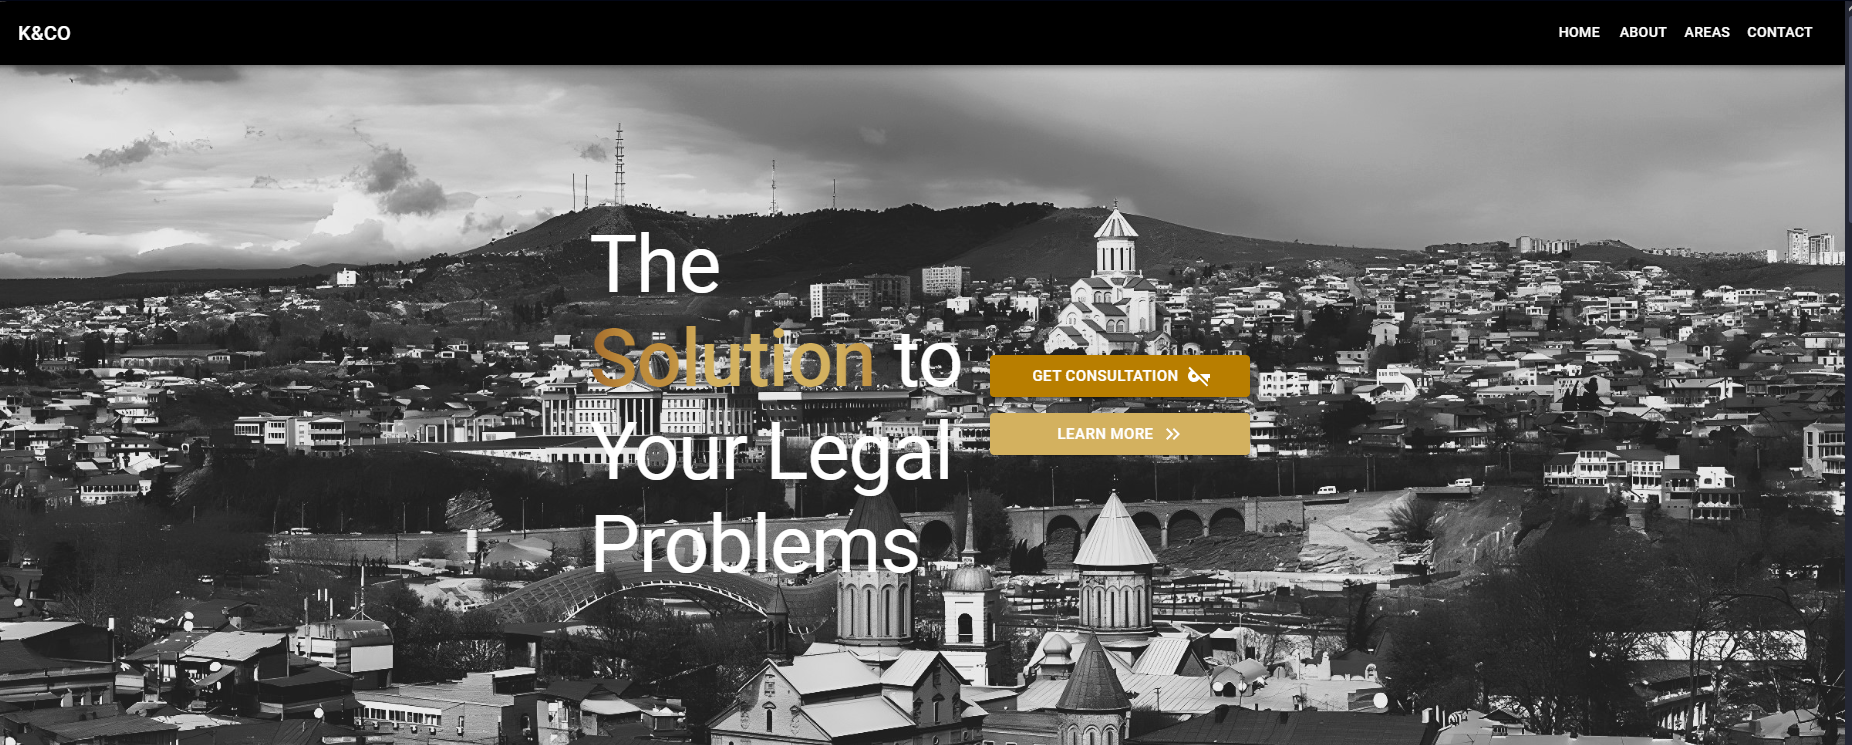 K&CO
HOME ABOUT AREAS CONTACT
The
Solution to
Your Legal
Problems
GET CONSULTATION
LEARN MORE